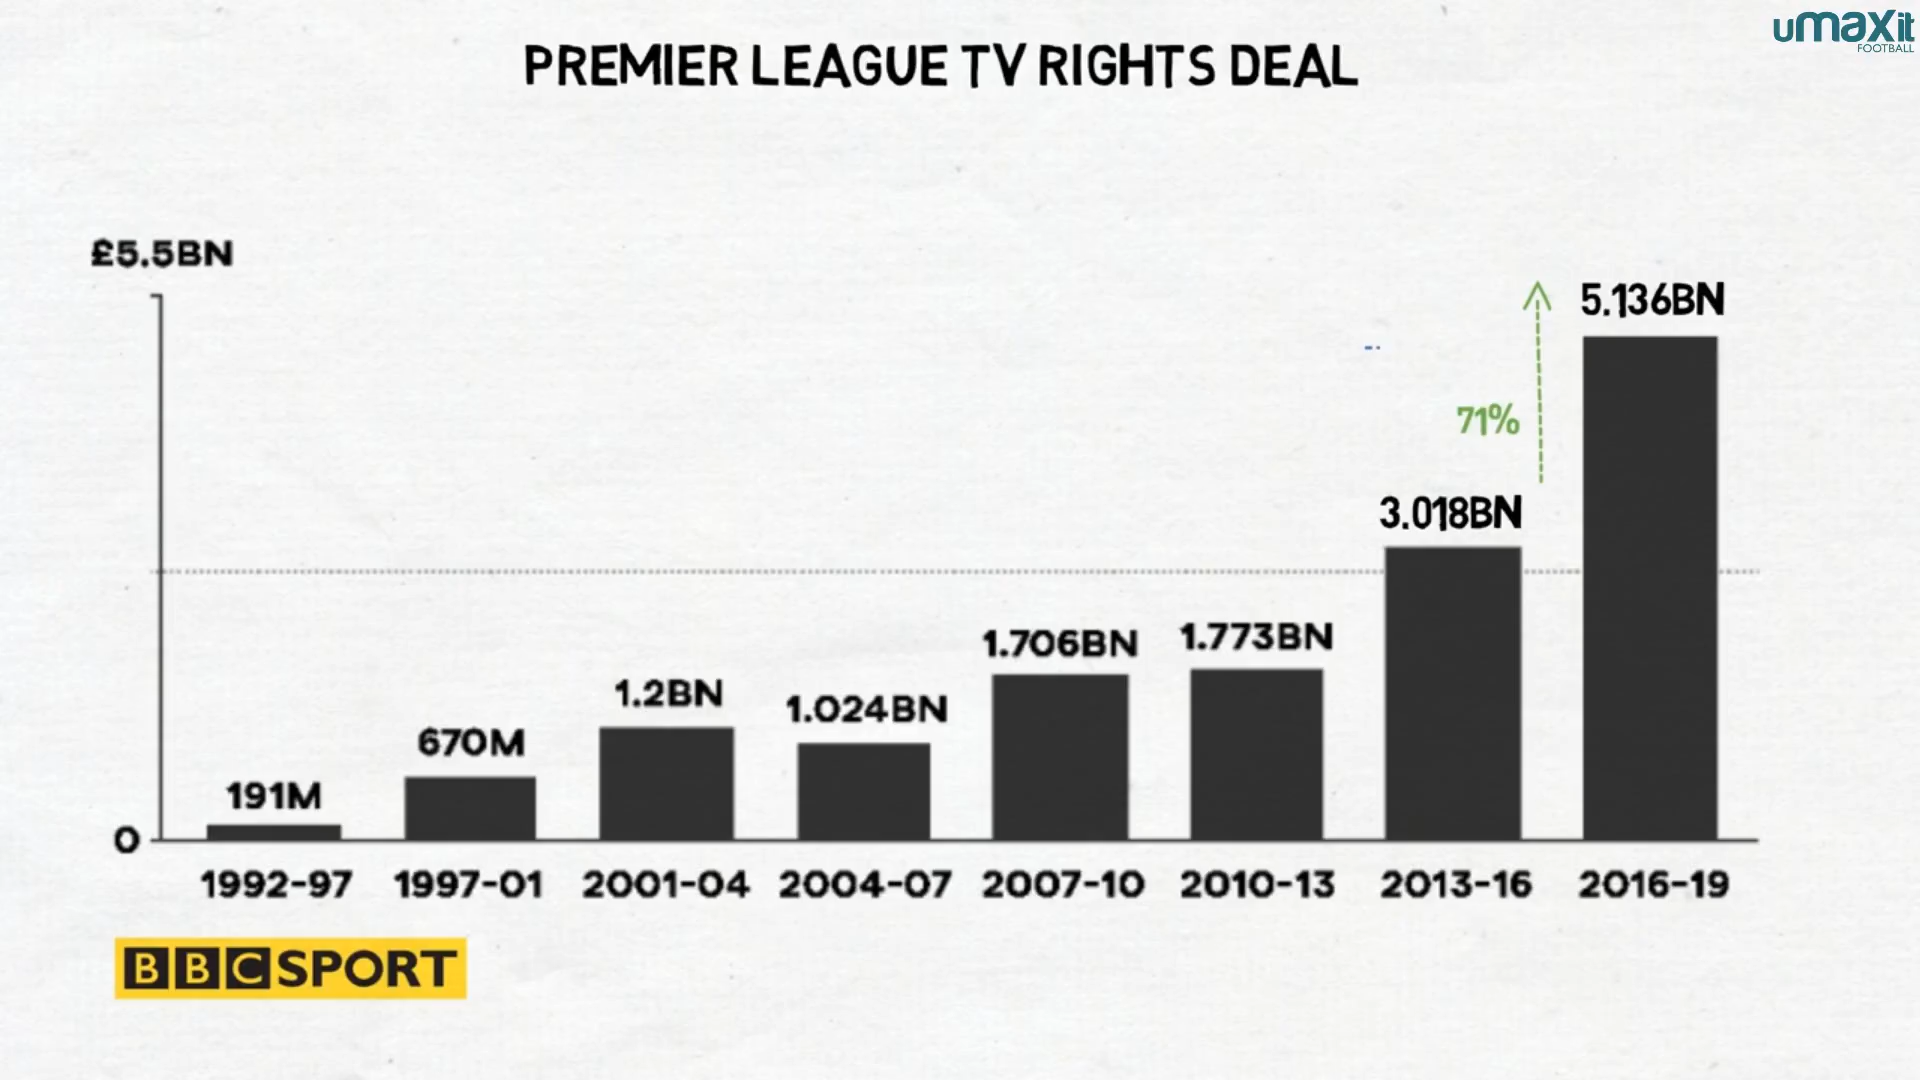 umaxit
FOOTBALL
PREMIER LEAGUE TV RIGHTS DEAL
£5.5BN
5.136BN
71%
3.018BN
1.706BN
1.773BN
1.2BN
1.024BN
670M
191M
0
1992-97 1997-01 2001-04 2004-07 2007-10 2010-13 2013-16 2016-19
BBC SPORT